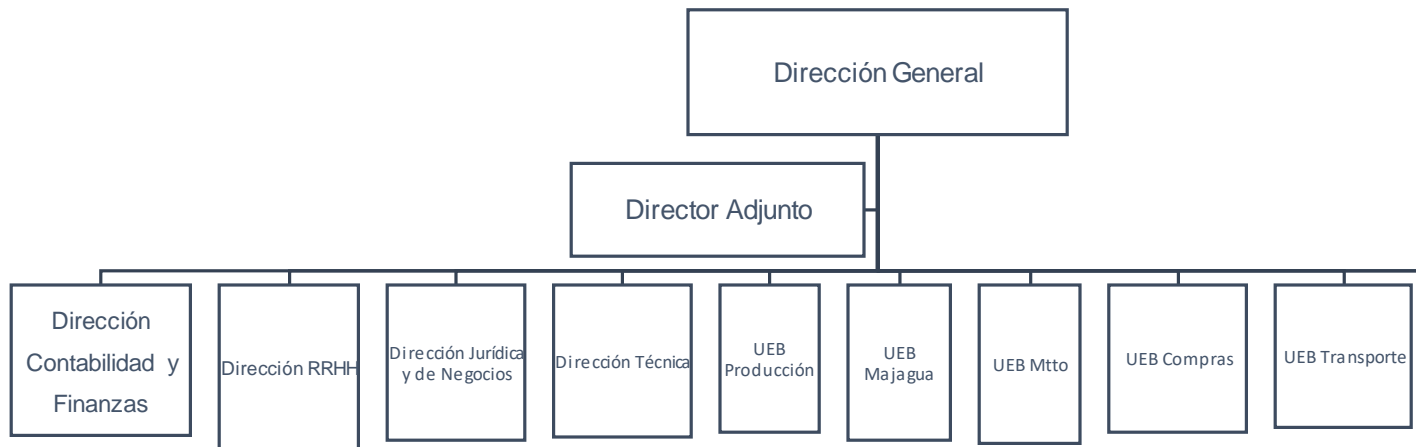 Dirección General
Director Adjunto
Dirección
Contabilidad y
Finanzas
Dirección RRHH
Dirección Jurídica
y de Negocios
Dirección Técnica
UEB
Producción
UEB
Majagua
UEB Mtto
UEB Compras
UEB Transporte